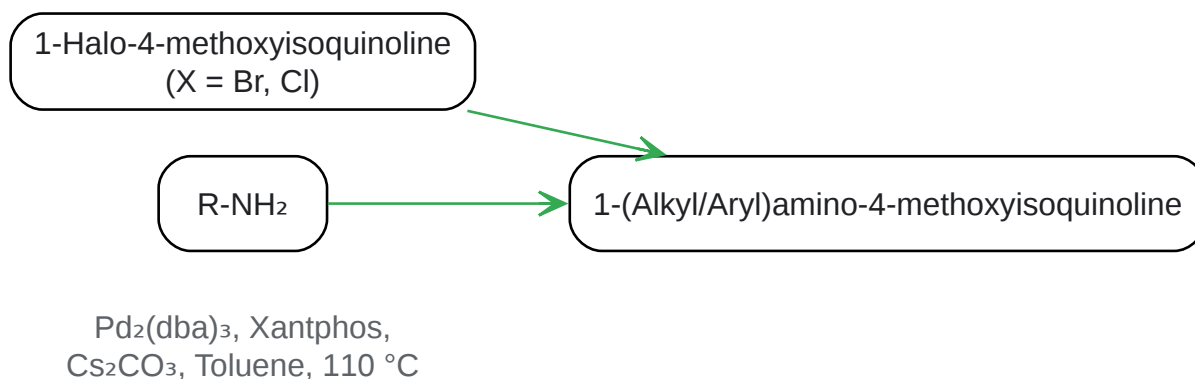 1-Halo-4-methoxyisoquinoline
(X = Br, Cl)
R-NH₂
1-(Alkyl/Aryl)amino-4-methoxyisoquinoline
Pd₂(dba)₃, Xantphos,
Cs₂CO₃, Toluene, 110 °C